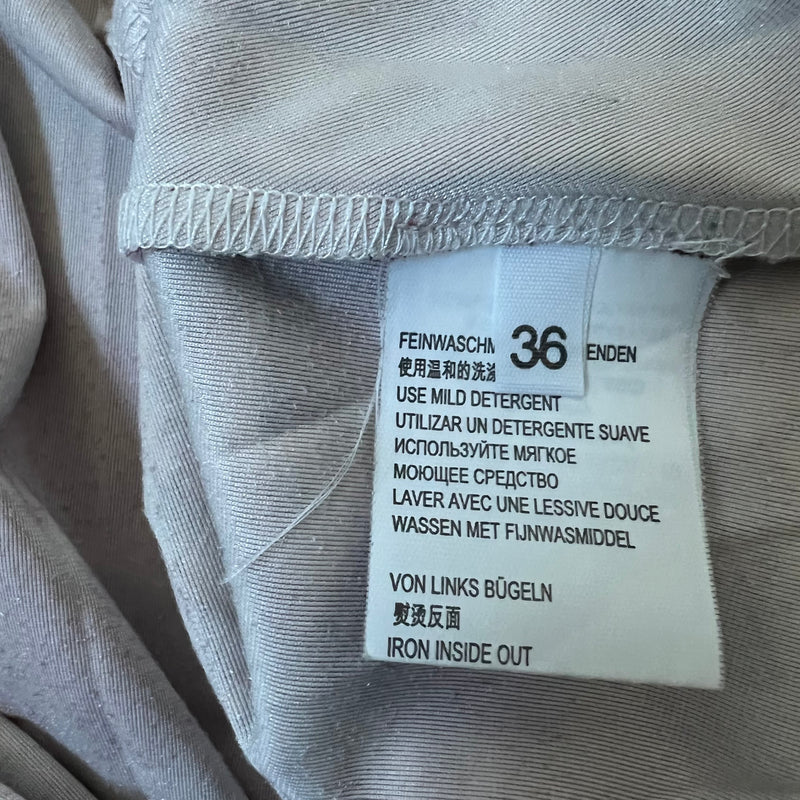 36
FEINWASCHM ENDEN
使用温和的洗涤
USE MILD DETERGENT
UTILIZAR UN DETERGENTE SUAVE
ИСПОЛЬЗУЙТЕ МЯГКОЕ
МОЮЩЕЕ СРЕДСТВО
LAVER AVEC UNE LESSIVE DOUCE
WASSEN MET FIJNWASMIDDEL
VON LINKS BÜGELN
熨烫反面
IRON INSIDE OUT